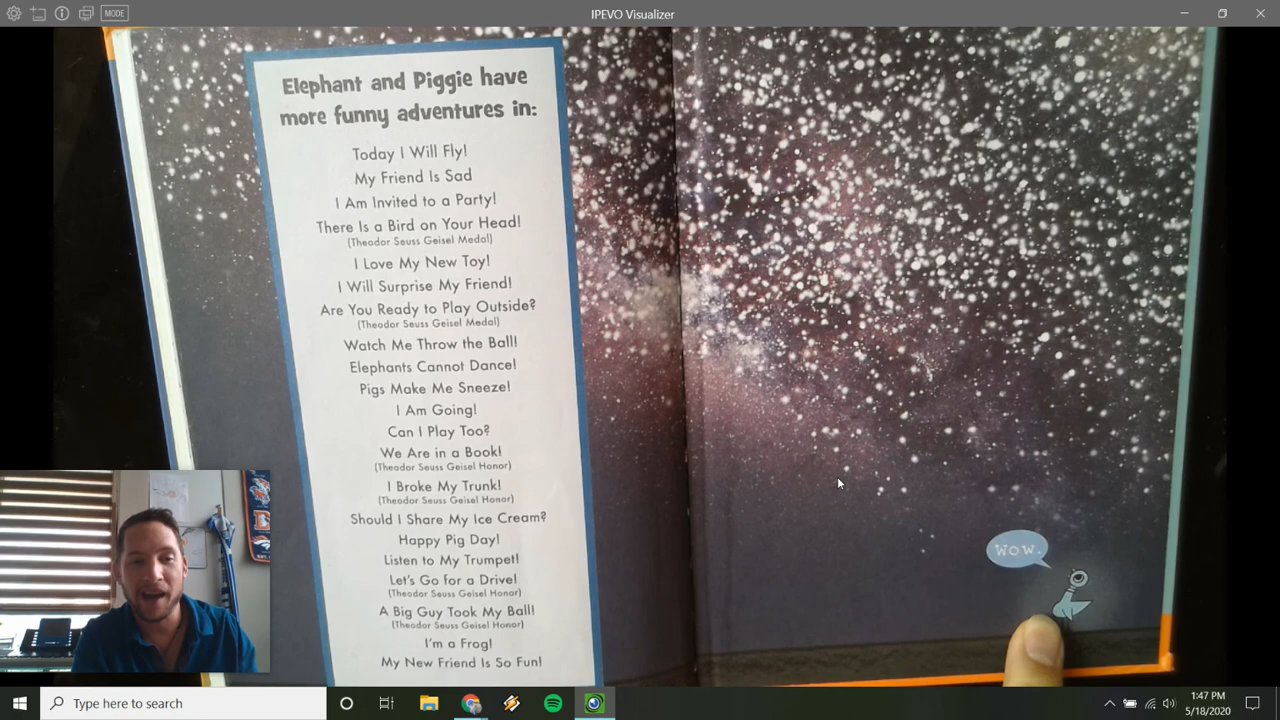 MODE
IPEVO Visualizer
Elephant and Piggie have
more funny adventures in:
Today I Will Fly!
My Friend Is Sad
I Am Invited to a Party!
There Is a Bird on Your Head!
(Theodor Seuss Geisel Medal)
I Love My New Toy!
I Will Surprise My Friend!
Are You Ready to Play Outside?
(Theodor Seuss Geisel Medal)
Watch Me Throw the Ball!
Elephants Cannot Dance!
Pigs Make Me Sneeze!
I Am Going!
Can I Play Too?
We Are in a Book!
(Theodor Seuss Geisel Honor)
I Broke My Trunk!
(Theodor Seuss Geisel Honor)
Should I Share My Ice Cream?
Happy Pig Day!
Listen to My Trumpet!
Let's Go for a Drive!
(Theodor Seuss Geisel Honor)
A Big Guy Took My Ball!
(Theodor Seuss Geisel Honor)
I'm a Frog!
My New Friend Is So Fun!
Wow.
Type here to search
1:47 PM
5/18/2020